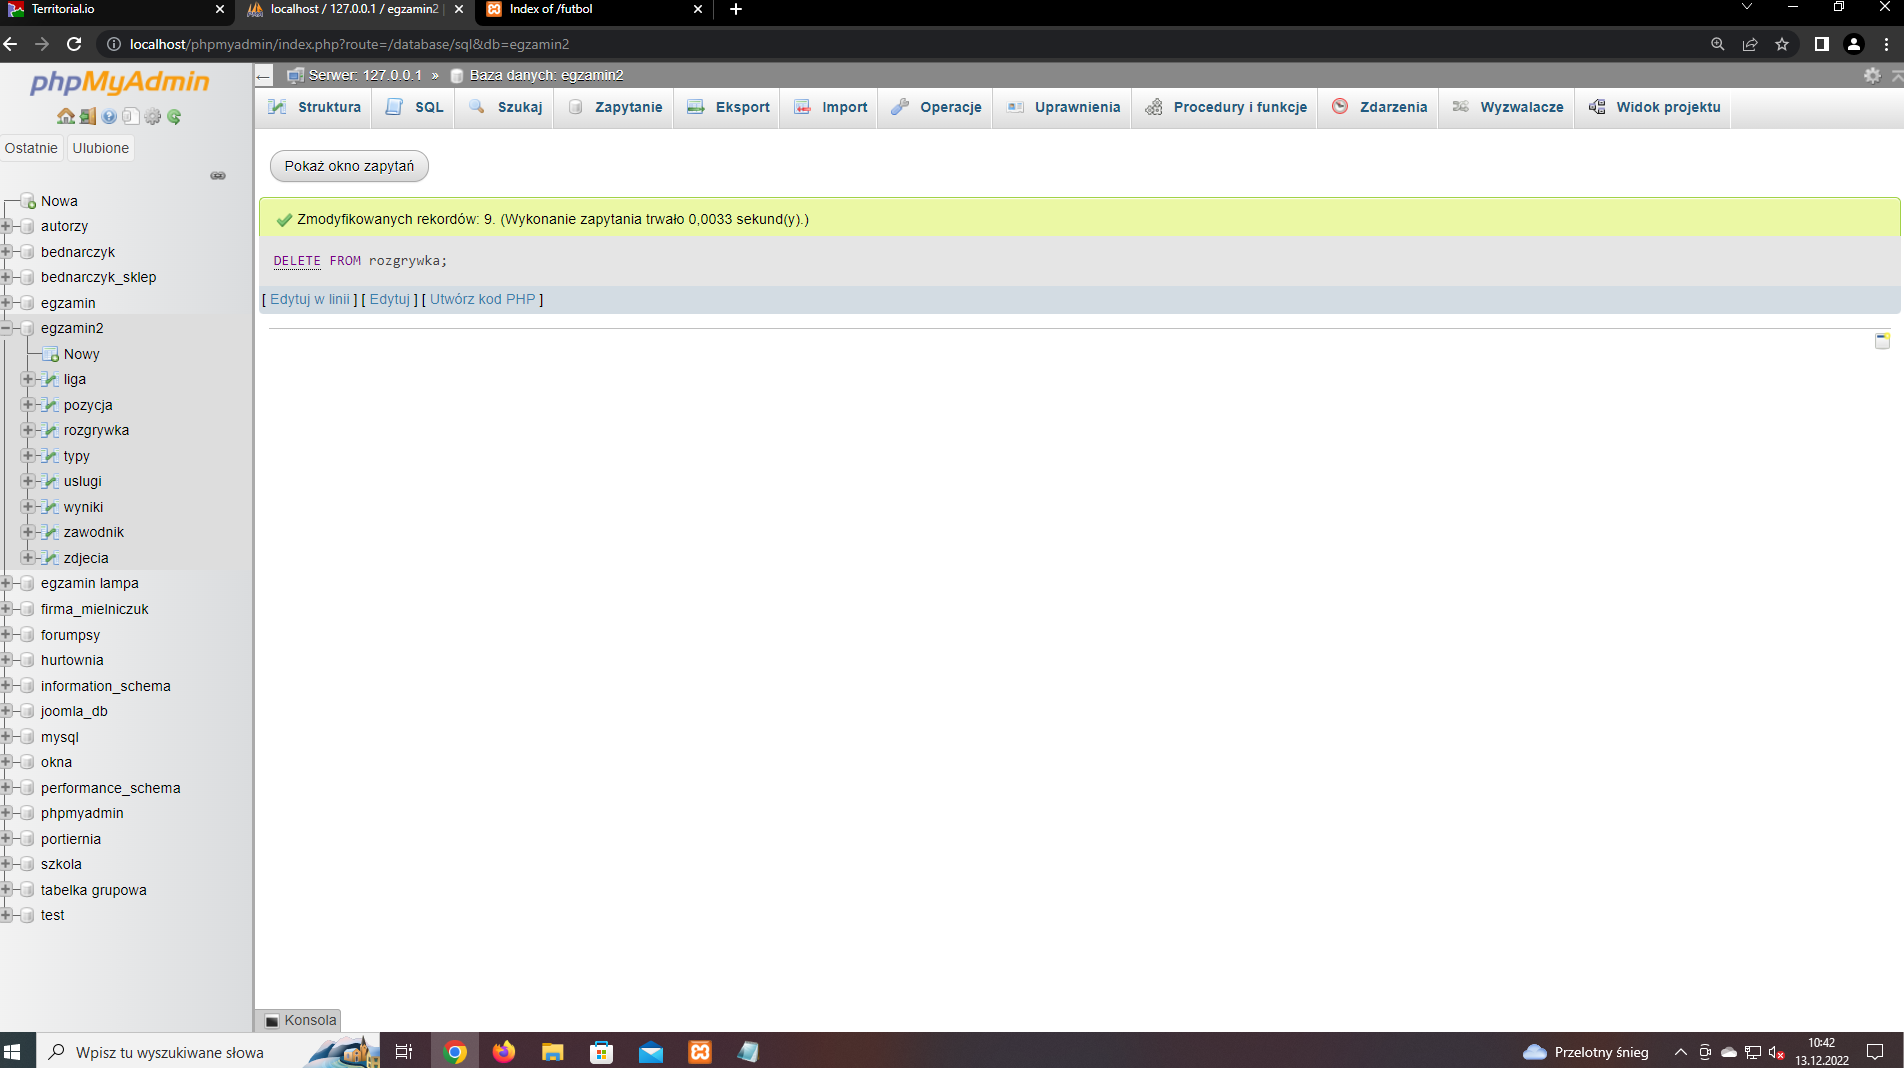 Territorial.io
localhost / 127.0.0.1 / egzamin2 |
Index of /futbol
localhost/phpmyadmin/index.php?route=/database/sql&db=egzamin2
phpMyAdmin
Ostatnie
Ulubione
Nowa
autorzy
bednarczyk
bednarczyk_sklep
egzamin
egzamin2
Nowy
liga
pozycja
rozgrywka
typy
uslugi
wyniki
zawodnik
zdjecia
egzamin lampa
firma_mielniczuk
forumpsy
hurtownia
information_schema
joomla_db
mysql
okna
performance_schema
phpmyadmin
portiernia
szkola
tabelka grupowa
test
Serwer: 127.0.0.1 » Baza danych: egzamin2
Struktura SQL Szukaj Zapytanie Eksport Import Operacje Uprawnienia Procedury i funkcje Zdarzenia Wyzwalacze Widok projektu
Pokaż okno zapytań
Zmodyfikowanych rekordów: 9. (Wykonanie zapytania trwało 0,0033 sekund(y).)
DELETE FROM rozgrywka;
[ Edytuj w linii ] [ Edytuj ] [ Utwórz kod PHP ]
Konsola
Wpisz tu wyszukiwane słowa
Przelotny śnieg
10:42
13.12.2022